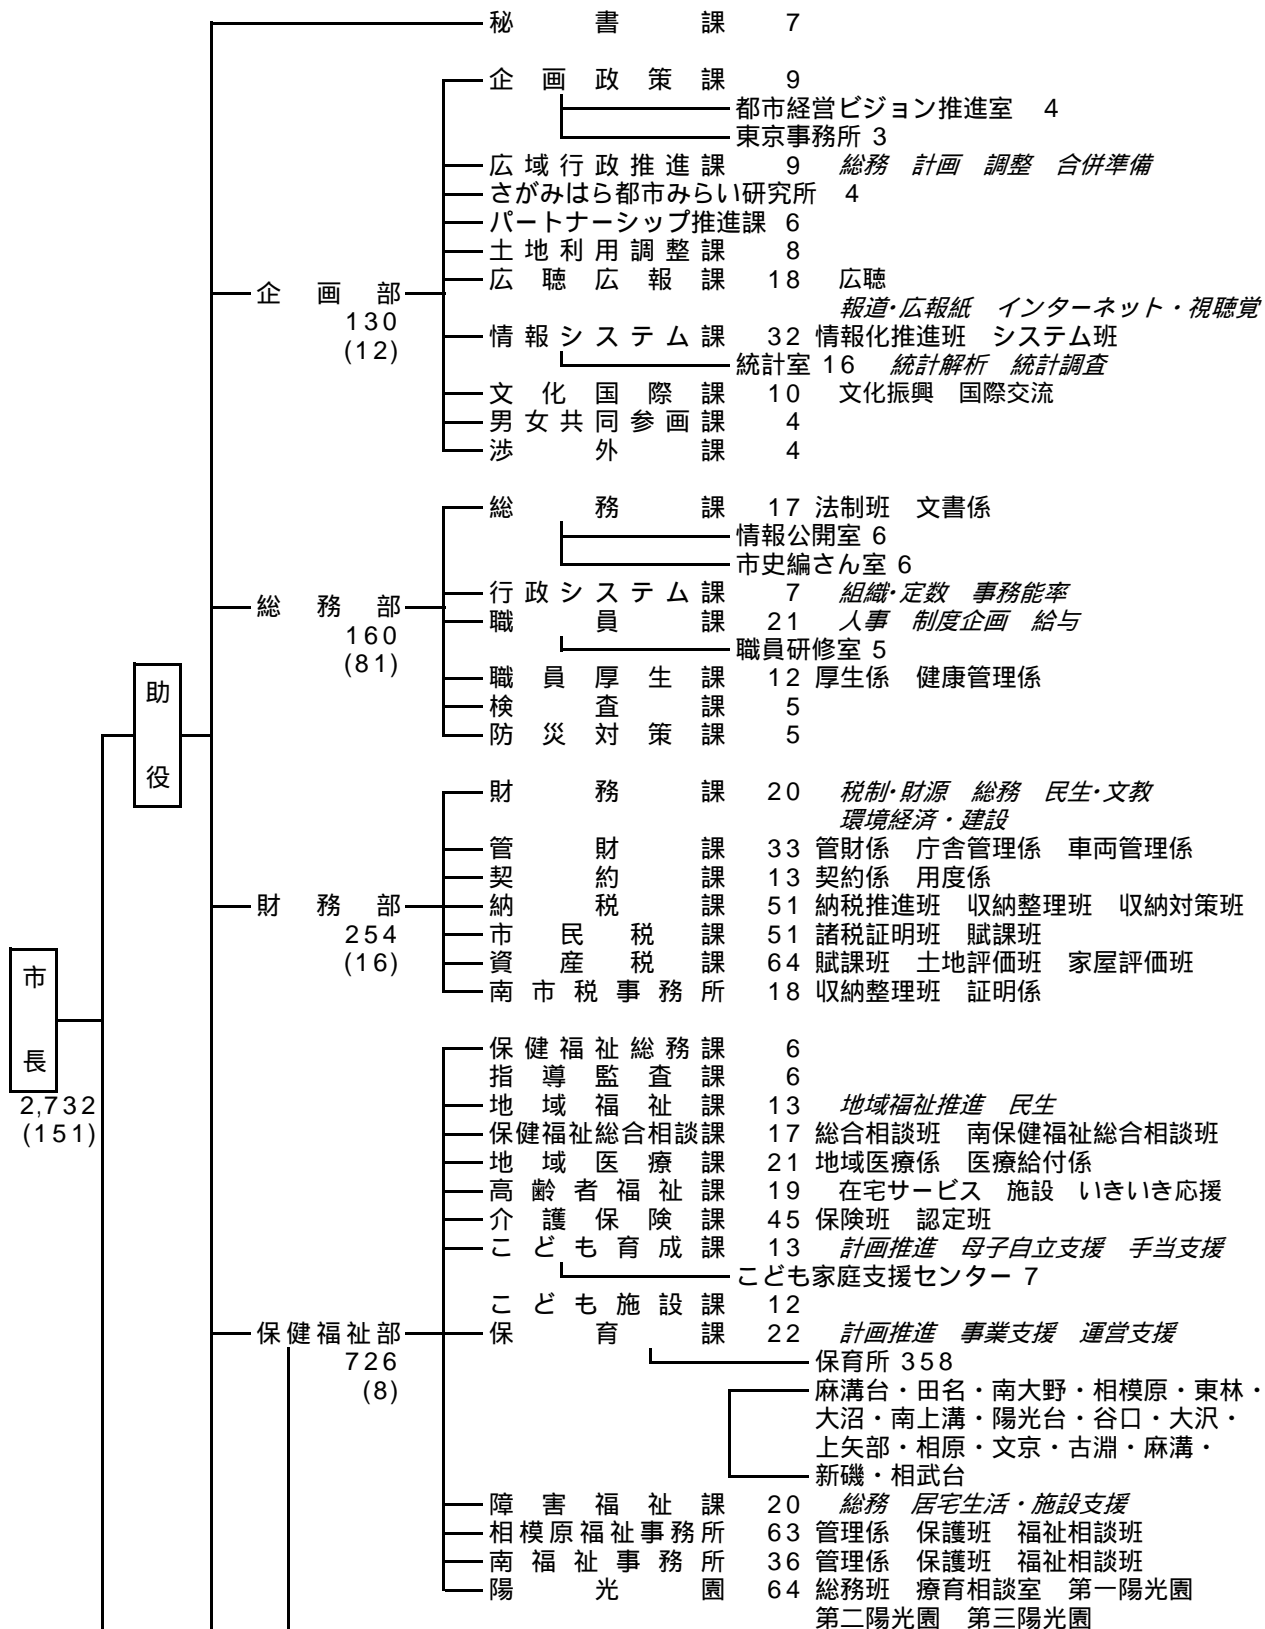 秘書課 7
企画政策課 9
都市経営ビジョン推進室 4
東京事務所 3
広域行政推進課 9 総務 計画 調整 合併準備
さがみはら都市みらい研究所 4
パートナーシップ推進課 6
土地利用調整課 8
広聴広報課 18 広聴
企画部
報道・広報紙 インターネット・視聴覚
130
情報システム課 32 情報化推進班 システム班
(12)
統計室 16 統計解析 統計調査
文化国際課 10 文化振興 国際交流
男女共同参画課 4
渉外課 4
総務課 17 法制班 文書係
情報公開室 6
市史編さん室 6
行政システム課 7 組織・定数 事務能率
総務部
職員課 21 人事 制度企画 給与
160
職員研修室 5
(81)
職員厚生課 12 厚生係 健康管理係
助役
検査課 5
防災対策課 5
財務課 20 税制・財源 総務 民生・文教
環境経済・建設
管財課 33 管財係 庁舎管理係 車両管理係
契約課 13 契約係 用度係
財務部
納税課 51 納税推進班 収納整理班 収納対策班
254
市民税課 51 諸税証明班 賦課班
(16)
資産税課 64 賦課班 土地評価班 家屋評価班
南市税事務所 18 収納整理班 証明係
市長
2,732
(151)
保健福祉総務課 6
指導監査課 6
地域福祉課 13 地域福祉推進 民生
保健福祉総合相談課 17 総合相談班 南保健福祉総合相談班
地域医療課 21 地域医療係 医療給付係
高齢者福祉課 19 在宅サービス 施設 いきいき応援
介護保険課 45 保険班 認定班
こども育成課 13 計画推進 母子自立支援 手当支援
こども家庭支援センター 7
こども施設課 12
保健福祉部
保育課 22 計画推進 事業支援 運営支援
726
保育所 358
(8)
麻溝台・田名・南大野・相模原・東林・
大沼・南上溝・陽光台・谷口・大沢・
上矢部・相原・文京・古淵・麻溝・
新磯・相武台
障害福祉課 20 総務 居宅生活・施設支援
相模原福祉事務所 63 管理係 保護班 福祉相談班
南福祉事務所 36 管理係 保護班 福祉相談班
陽光園 64 総務班 療育相談室 第一陽光園
第二陽光園 第三陽光園